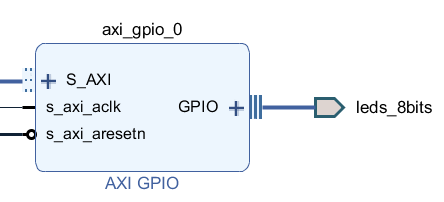 axi_gpio_0
S_AXI
s_axi_aclk
GPIO
leds_8bits
s_axi_aresetn
AXI GPIO